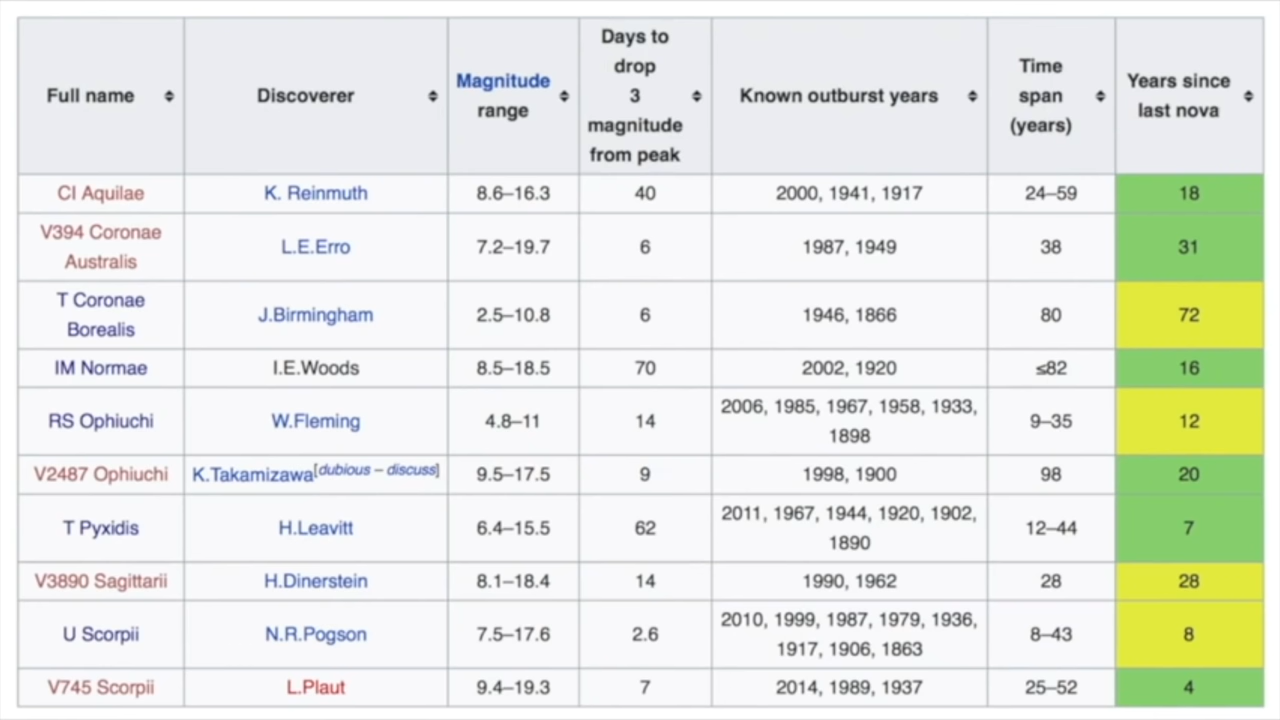 Full name Discoverer Magnitude range Days to drop 3 magnitude from peak Known outburst years Time span (years) Years since last nova
CI Aquilae K. Reinmuth 8.6–16.3 40 2000, 1941, 1917 24–59 18
V394 Coronae Australis L.E.Erro 7.2–19.7 6 1987, 1949 38 31
T Coronae Borealis J.Birmingham 2.5–10.8 6 1946, 1866 80 72
IM Normae I.E.Woods 8.5–18.5 70 2002, 1920 ≤82 16
RS Ophiuchi W.Fleming 4.8–11 14 2006, 1985, 1967, 1958, 1933, 1898 9–35 12
V2487 Ophiuchi K.Takamizawa[dubious – discuss] 9.5–17.5 9 1998, 1900 98 20
T Pyxidis H.Leavitt 6.4–15.5 62 2011, 1967, 1944, 1920, 1902, 1890 12–44 7
V3890 Sagittarii H.Dinerstein 8.1–18.4 14 1990, 1962 28 28
U Scorpii N.R.Pogson 7.5–17.6 2.6 2010, 1999, 1987, 1979, 1936, 1917, 1906, 1863 8–43 8
V745 Scorpii L.Plaut 9.4–19.3 7 2014, 1989, 1937 25–52 4